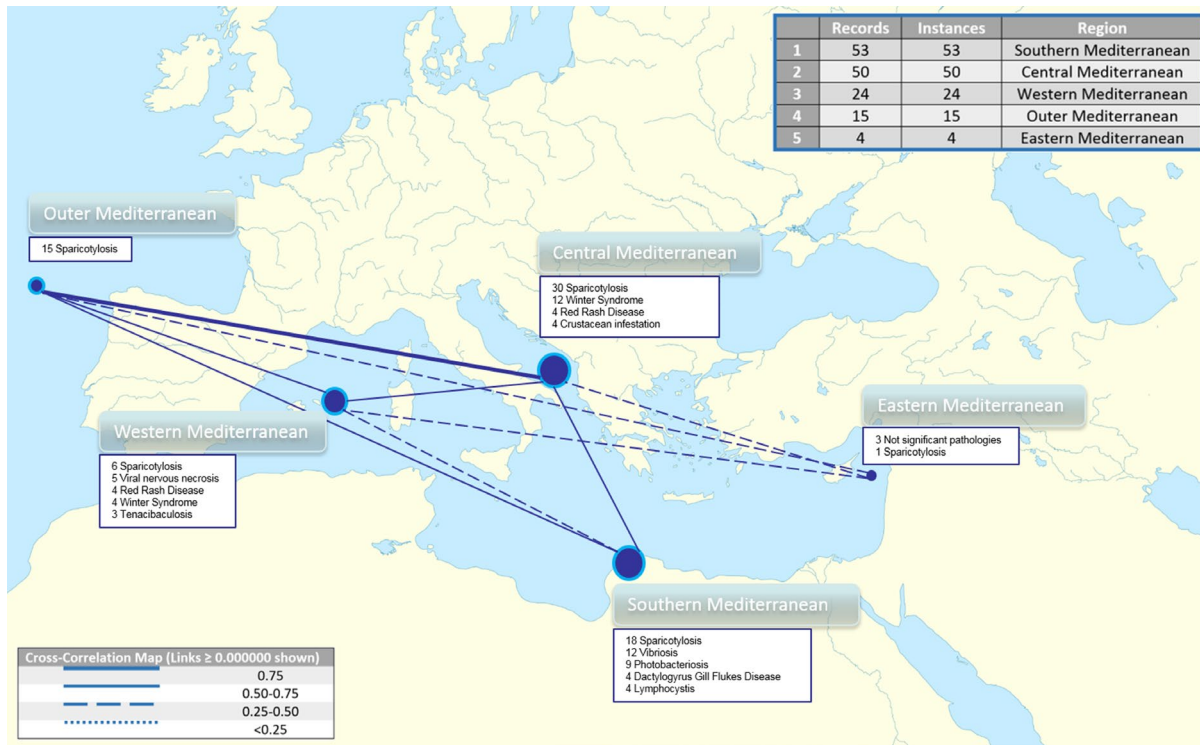 Records Instances Region
1 53 53 Southern Mediterranean
2 50 50 Central Mediterranean
3 24 24 Western Mediterranean
4 15 15 Outer Mediterranean
5 4 4 Eastern Mediterranean
Outer Mediterranean
15 Sparicotylosis
Central Mediterranean
30 Sparicotylosis
12 Winter Syndrome
4 Red Rash Disease
4 Crustacean infestation
Eastern Mediterranean
3 Not significant pathologies
1 Sparicotylosis
Western Mediterranean
6 Sparicotylosis
5 Viral nervous necrosis
4 Red Rash Disease
4 Winter Syndrome
3 Tenacibaculosis
Southern Mediterranean
18 Sparicotylosis
12 Vibriosis
9 Photobacteriosis
4 Dactylogyrus Gill Flukes Disease
4 Lymphocystis
Cross-Correlation Map (Links ≥ 0.000000 shown)
0.75
0.50-0.75
0.25-0.50
<0.25